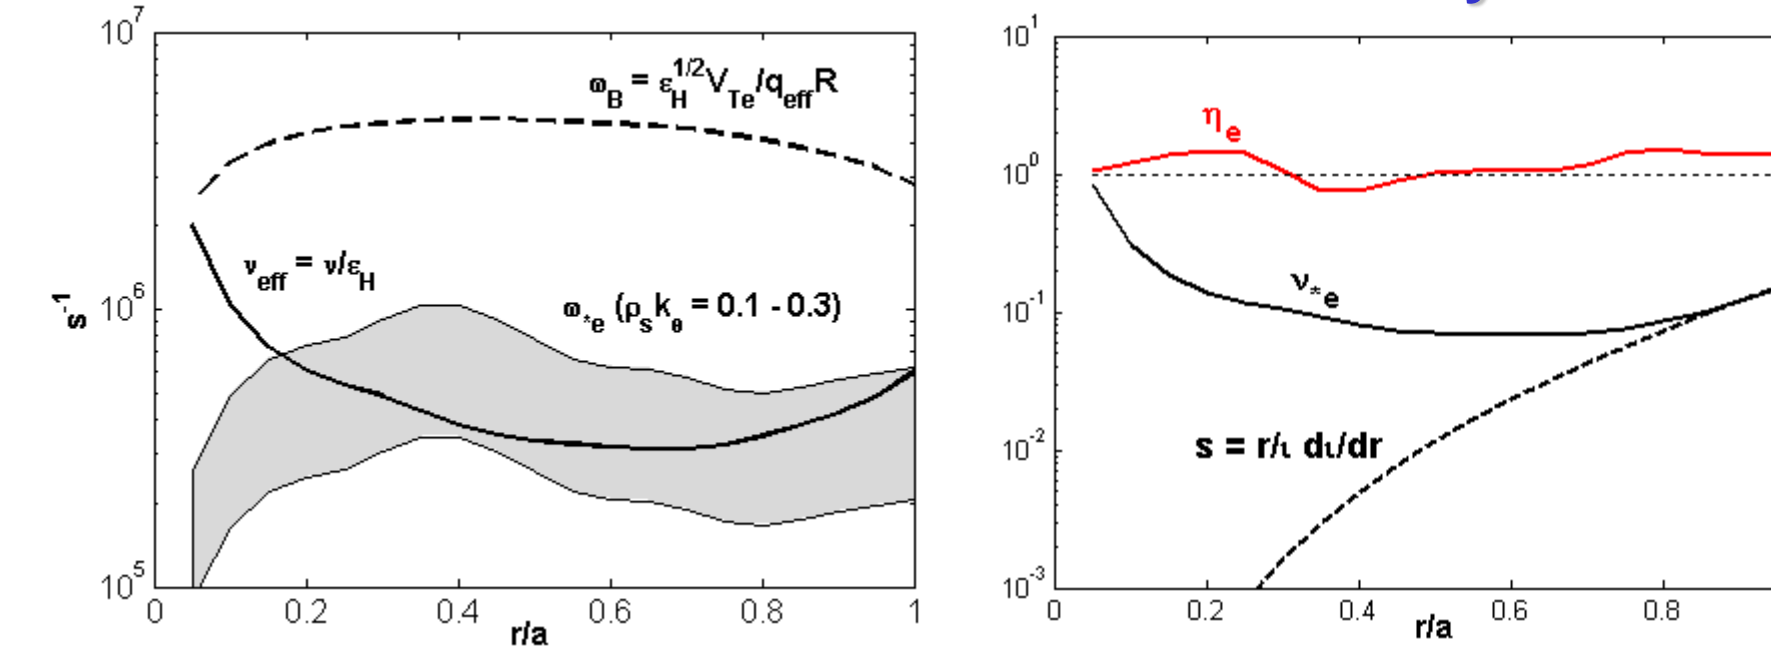 10^7
10^6
10^5
s^-1
ω_B = ε_H^1/2 V_Te/q_eff R
ν_eff = ν/ε_H
ω_*e (ρ_s k_θ = 0.1 - 0.3)
0 0.2 0.4 0.6 0.8 1
r/a
10^1
10^0
10^-1
10^-2
10^-3
η_e
ν_*e
s = r/ι dι/dr
0 0.2 0.4 0.6 0.8
r/a